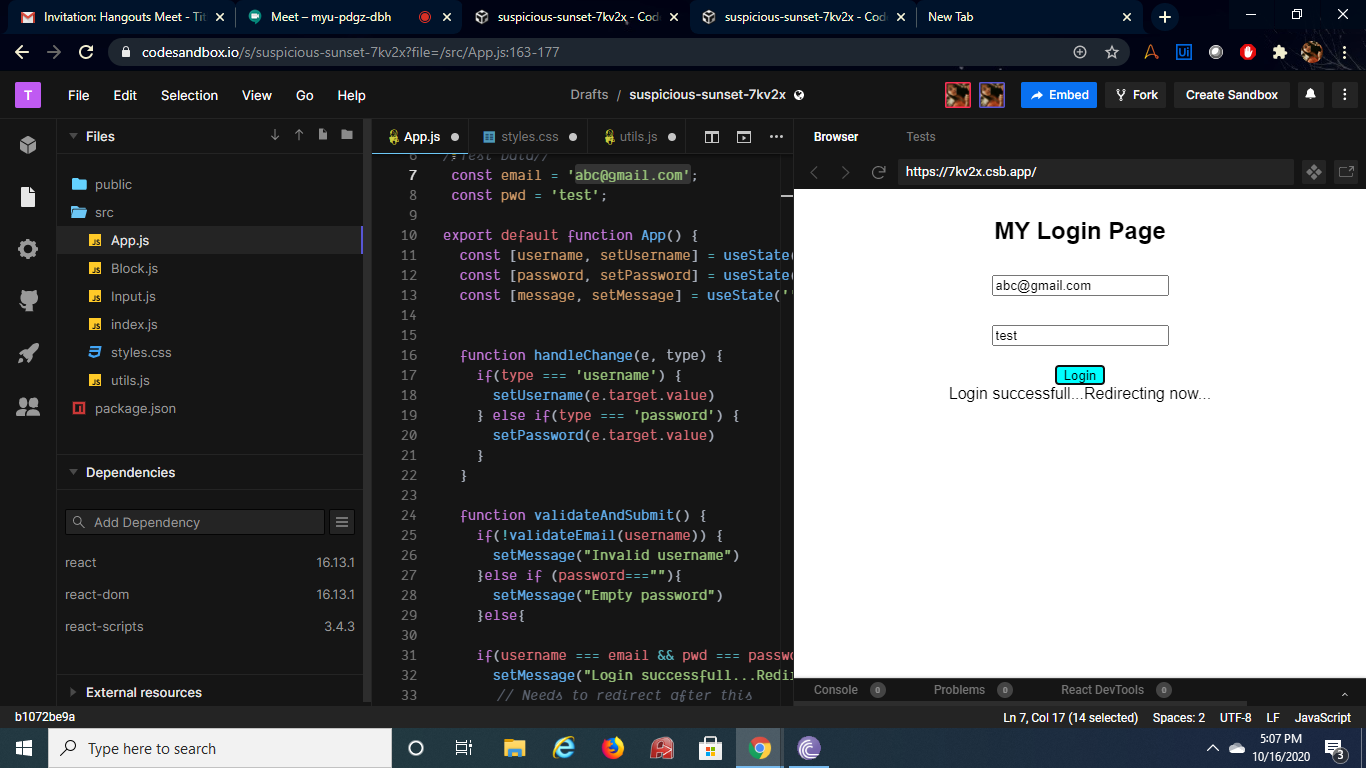 Invitation: Hangouts Meet - Tit
Meet – myu-pdgz-dbh
suspicious-sunset-7kv2x - Code
suspicious-sunset-7kv2x - Code
New Tab
codesandbox.io/s/suspicious-sunset-7kv2x?file=/src/App.js:163-177
T File Edit Selection View Go Help
Drafts / suspicious-sunset-7kv2x
Embed Fork Create Sandbox
Files
public
src
App.js
Block.js
Input.js
index.js
styles.css
utils.js
package.json
Dependencies
Add Dependency
react 16.13.1
react-dom 16.13.1
react-scripts 3.4.3
External resources
App.js styles.css utils.js
6 //Test Data//
7 const email = 'abc@gmail.com';
8 const pwd = 'test';
9
10 export default function App() {
11 const [username, setUsername] = useState(
12 const [password, setPassword] = useState(
13 const [message, setMessage] = useState('
14
15
16 function handleChange(e, type) {
17 if(type === 'username') {
18 setUsername(e.target.value)
19 } else if(type === 'password') {
20 setPassword(e.target.value)
21 }
22 }
23
24 function validateAndSubmit() {
25 if(!validateEmail(username)) {
26 setMessage("Invalid username")
27 }else if (password===""){
28 setMessage("Empty password")
29 }else{
30
31 if(username === email && pwd === passwo
32 setMessage("Login successfull...Redi
33 // Needs to redirect after this
Browser Tests
https://7kv2x.csb.app/
MY Login Page
abc@gmail.com
test
Login
Login successfull...Redirecting now...
Console 0 Problems 0 React DevTools 0
b1072be9a
Ln 7, Col 17 (14 selected) Spaces: 2 UTF-8 LF JavaScript
Type here to search
5:07 PM
10/16/2020
3